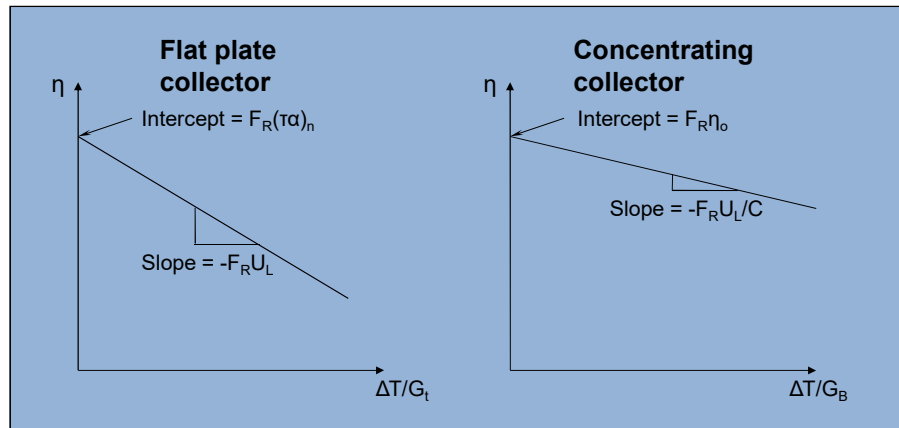 Flat plate
collector
η
Intercept = F_R(τα)_n
Slope = -F_RU_L
ΔT/G_t
Concentrating
collector
η
Intercept = F_Rη_o
Slope = -F_RU_L/C
ΔT/G_B